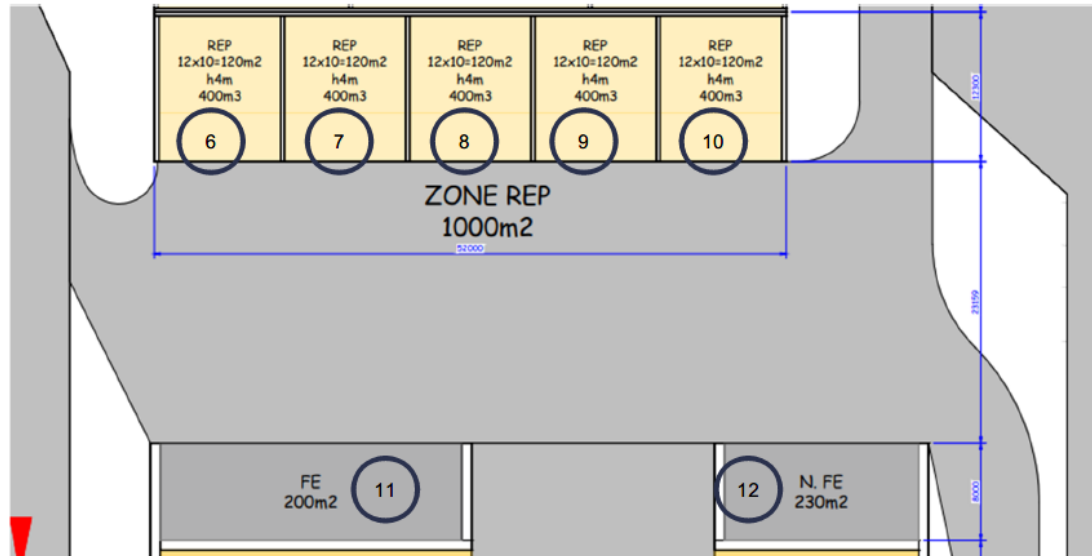 REP
12x10=120m2
h4m
400m3
6
REP
12x10=120m2
h4m
400m3
7
REP
12x10=120m2
h4m
400m3
8
REP
12x10=120m2
h4m
400m3
9
REP
12x10=120m2
h4m
400m3
10
12300
ZONE REP
1000m2
52000
23159
FE
200m2
11
12
N. FE
230m2
8000